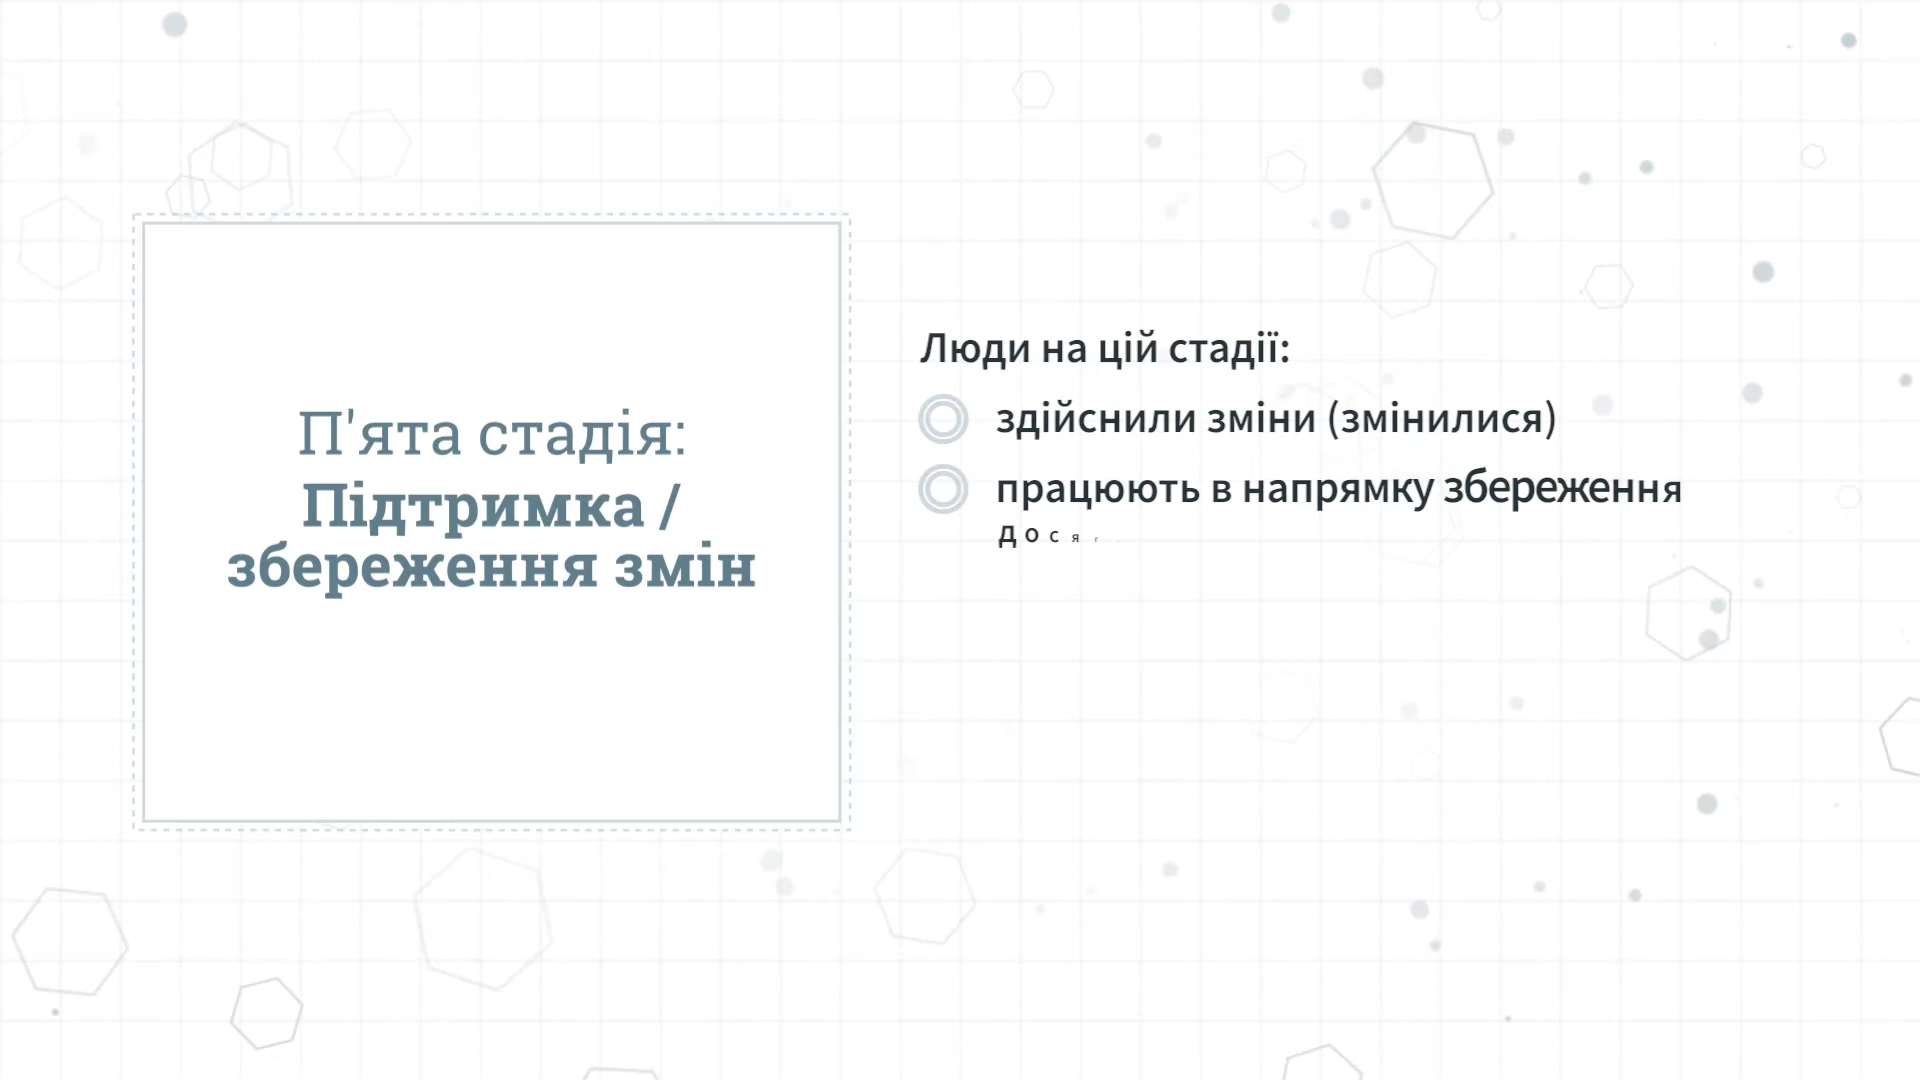 П'ята стадія:
Підтримка /
збереження змін
Люди на цій стадії:
здійснили зміни (змінилися)
працюють в напрямку збереження